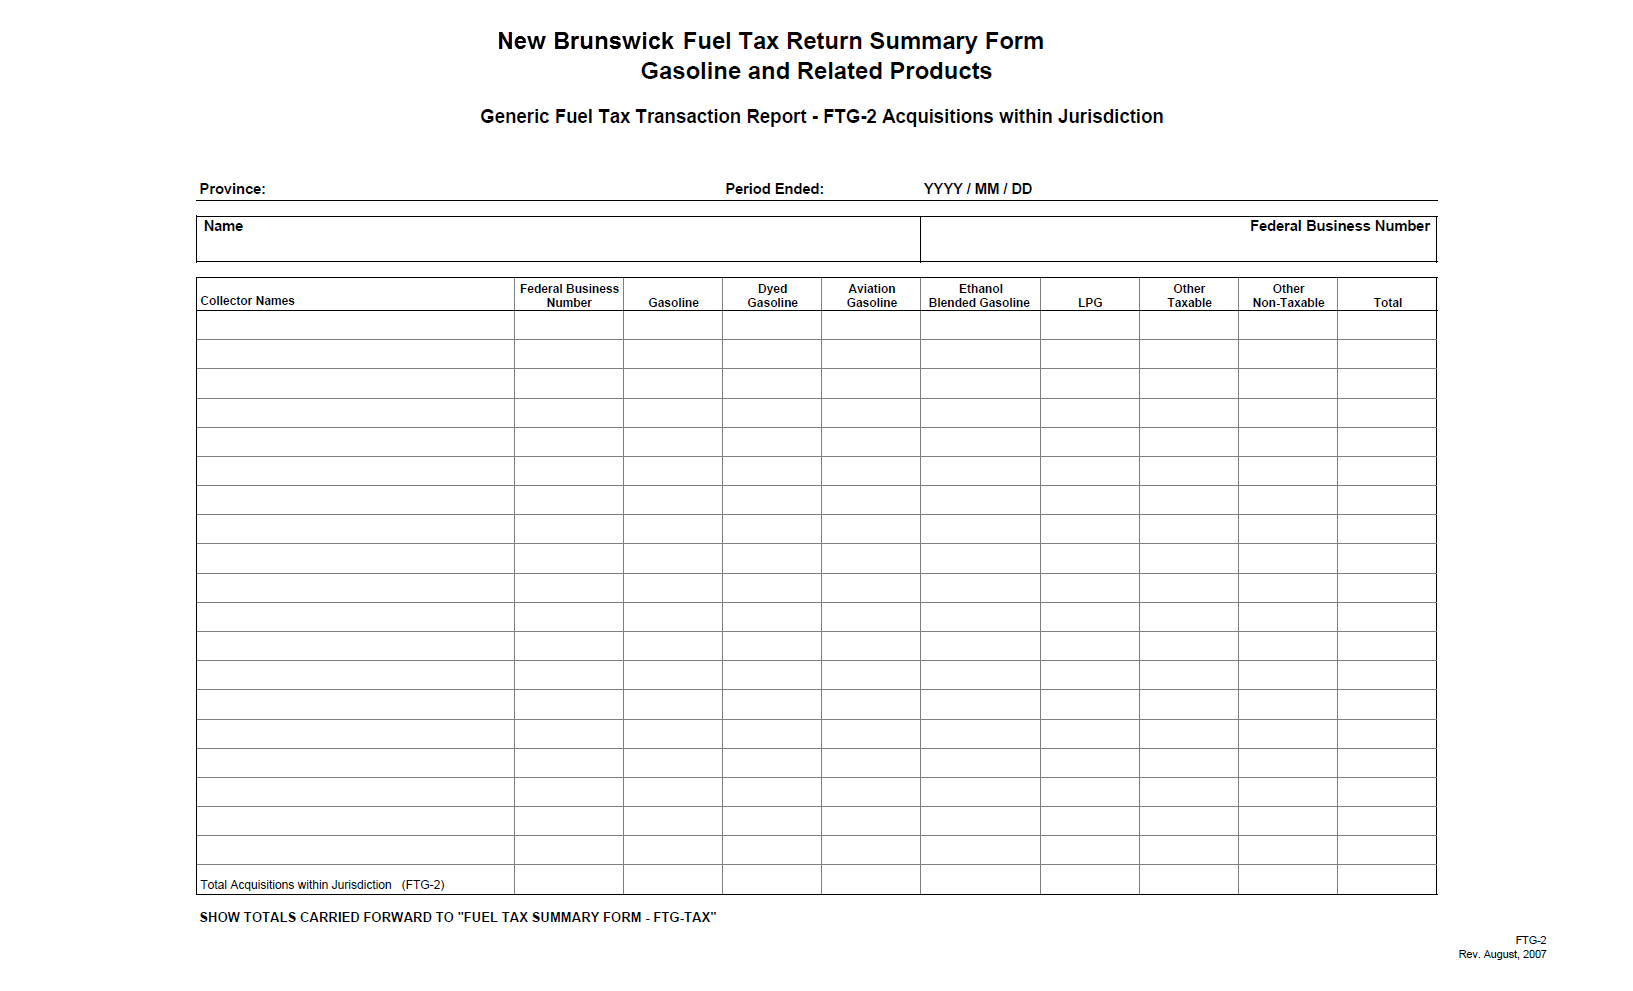 New Brunswick Fuel Tax Return Summary Form
Gasoline and Related Products
Generic Fuel Tax Transaction Report - FTG-2 Acquisitions within Jurisdiction
Province: Period Ended: YYYY / MM / DD
Name Federal Business Number
Collector Names Federal Business Number Gasoline Dyed Gasoline Aviation Gasoline Ethanol Blended Gasoline LPG Other Taxable Other Non-Taxable Total
Total Acquisitions within Jurisdiction (FTG-2)
SHOW TOTALS CARRIED FORWARD TO "FUEL TAX SUMMARY FORM - FTG-TAX"
FTG-2
Rev. August, 2007